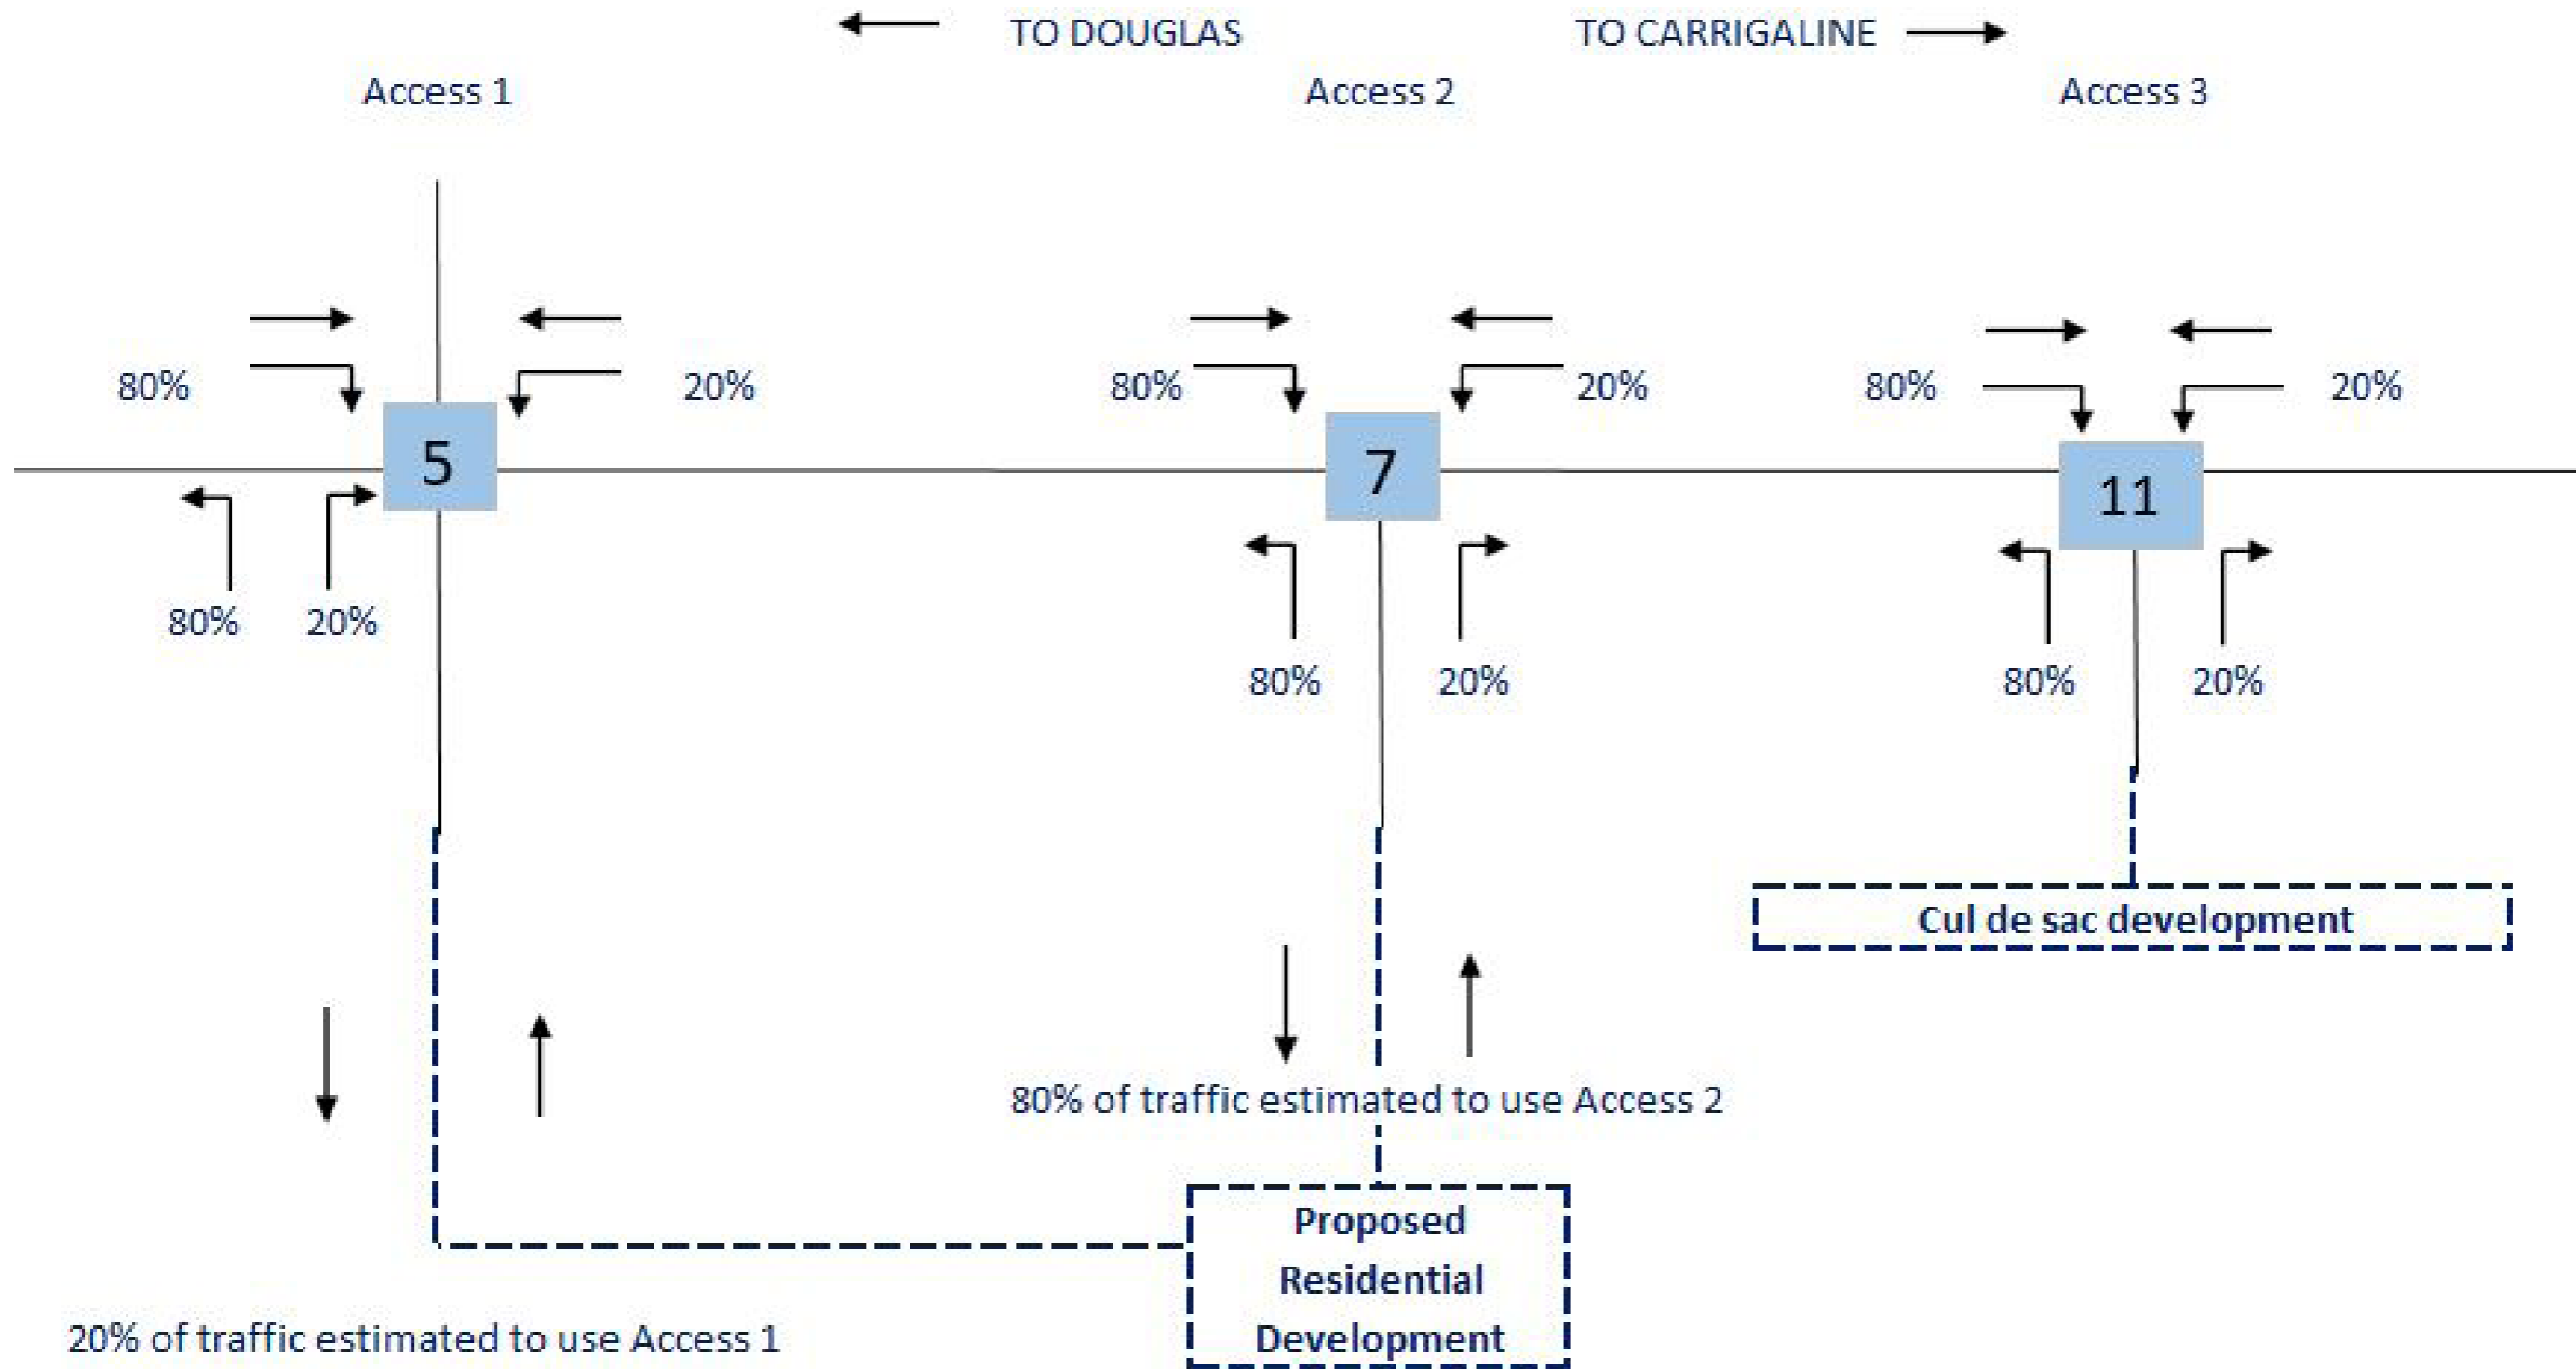 TO DOUGLAS
TO CARRIGALINE
Access 1
Access 2
Access 3
80%
20%
80%
20%
80%
20%
5
7
11
80%
20%
80%
20%
80%
20%
Cul de sac development
80% of traffic estimated to use Access 2
Proposed
Residential
Development
20% of traffic estimated to use Access 1